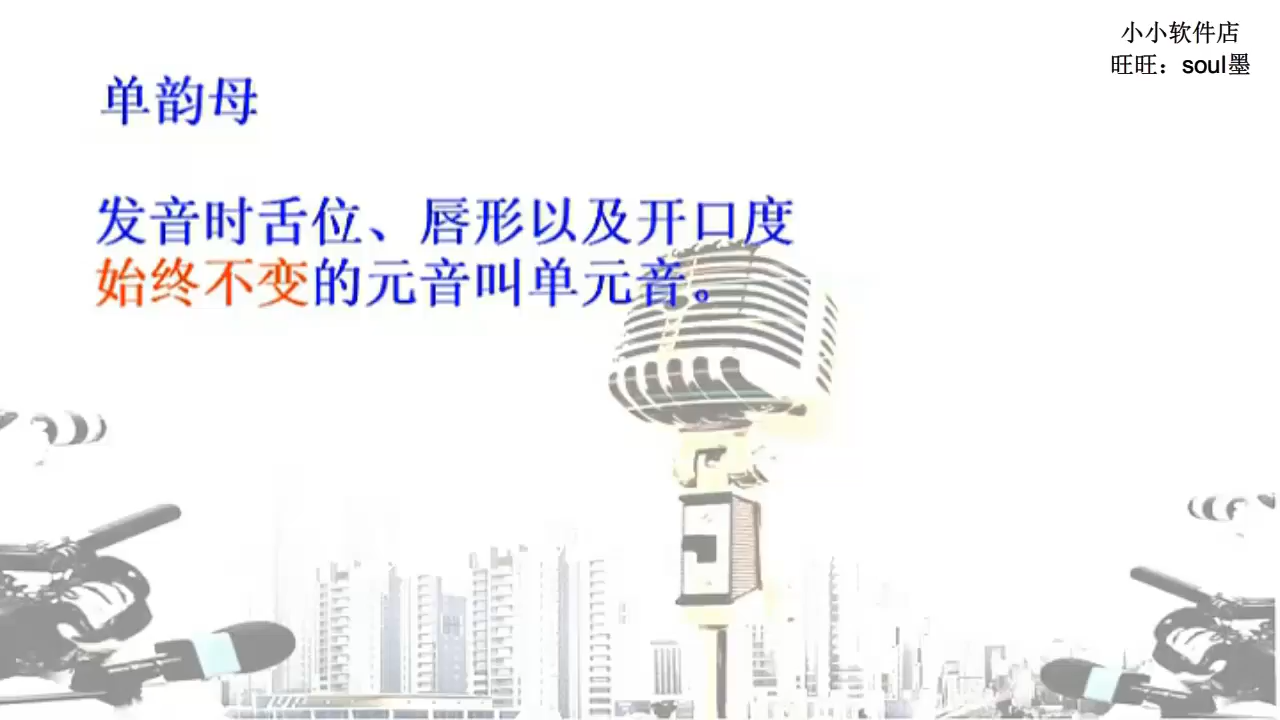 小小软件店
旺旺：soul墨
单韵母
发音时舌位、唇形以及开口度
始终不变的元音叫单元音。